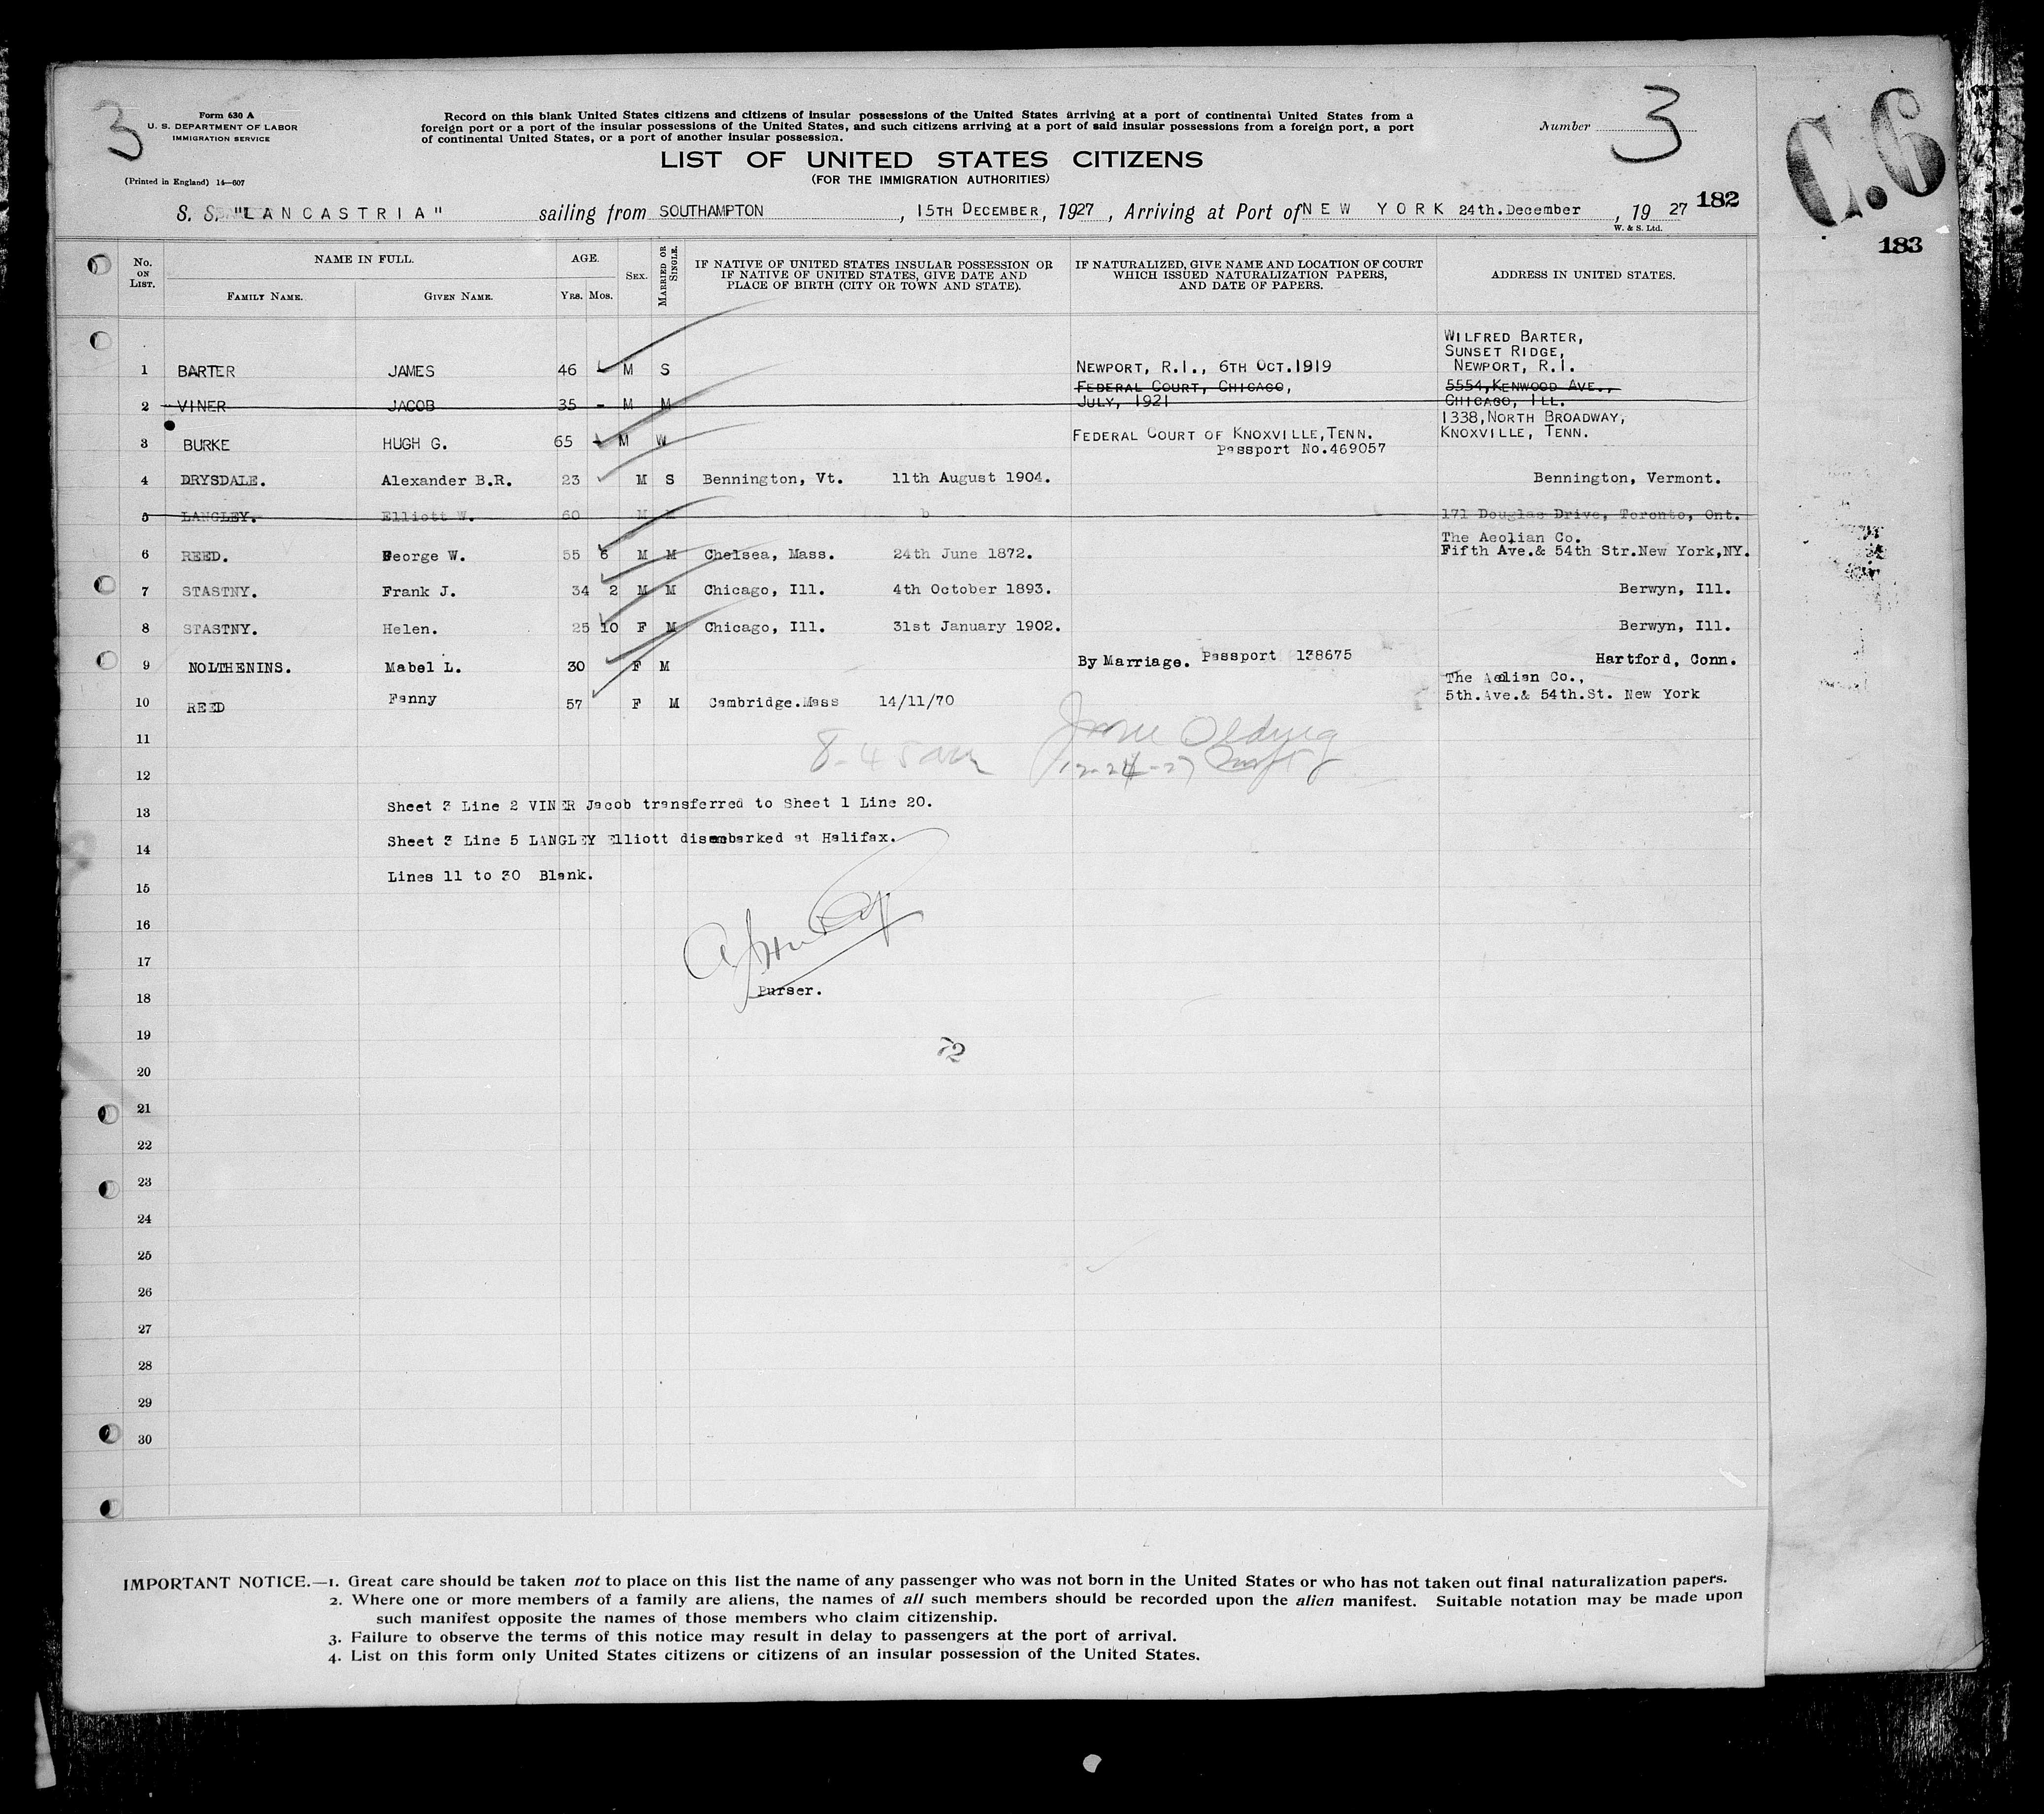 3
Form 630 A
U. S. DEPARTMENT OF LABOR
IMMIGRATION SERVICE
(Printed in England) 14—607
Record on this blank United States citizens and citizens of insular possessions of the United States arriving at a port of continental United States from a
foreign port or a port of the insular possessions of the United States, and such citizens arriving at a port of said insular possessions from a foreign port, a port
of continental United States, or a port of another insular possession.
Number 3
C.6
LIST OF UNITED STATES CITIZENS
(FOR THE IMMIGRATION AUTHORITIES)
S. S. "LANCASTRIA" sailing from SOUTHAMPTON, 15TH DECEMBER, 1927, Arriving at Port of NEW YORK 24th.December, 1927 182
W. & S. Ltd.
183
No. ON LIST.
NAME IN FULL.
FAMILY NAME. GIVEN NAME.
AGE.
YRS. MOS.
SEX.
MARRIED OR SINGLE.
IF NATIVE OF UNITED STATES INSULAR POSSESSION OR
IF NATIVE OF UNITED STATES, GIVE DATE AND
PLACE OF BIRTH (CITY OR TOWN AND STATE).
IF NATURALIZED, GIVE NAME AND LOCATION OF COURT
WHICH ISSUED NATURALIZATION PAPERS,
AND DATE OF PAPERS.
ADDRESS IN UNITED STATES.
WILFRED BARTER,
SUNSET RIDGE,
1 BARTER JAMES 46 - M S NEWPORT, R.I., 6TH OCT.1919 NEWPORT, R.I.
FEDERAL COURT, CHICAGO, 5554,KENWOOD AVE.,
2 VINER JACOB 35 - M M JULY, 1921 CHICAGO, ILL.
1338,NORTH BROADWAY,
3 BURKE HUGH G. 65 - M W FEDERAL COURT OF KNOXVILLE,TENN. KNOXVILLE, TENN.
Passport No.469057
4 DRYSDALE. Alexander B.R. 23 M S Bennington, Vt. 11th August 1904. Bennington, Vermont.
5 LANGLEY. Elliott W. 60 M b 171 Douglas Drive, Toronto, Ont.
The Aeolian Co.
6 REED. George W. 55 6 M M Chelsea, Mass. 24th June 1872. Fifth Ave.& 54th Str.New York,NY.
7 STASTNY. Frank J. 34 2 M M Chicago, Ill. 4th October 1893. Berwyn, Ill.
8 STASTNY. Helen. 25 10 F M Chicago, Ill. 31st January 1902. Berwyn, Ill.
9 NOLTHENINS. Mabel L. 30 F M By Marriage. Passport 138675 Hartford, Conn.
The Aelian Co.,
10 REED Fanny 57 F M Cambridge.Mass 14/11/70 5th.Ave.& 54th.St. New York
11
8-45am
12
12-24-27
13 Sheet 3 Line 2 VINER Jacob transferred to Sheet 1 Line 20.
14 Sheet 3 Line 5 LANGLEY Elliott disembarked at Halifax.
15 Lines 11 to 30 Blank.
16
17
18 Purser.
19
72
20
21
22
23
24
25
26
27
28
29
30
IMPORTANT NOTICE.—1. Great care should be taken not to place on this list the name of any passenger who was not born in the United States or who has not taken out final naturalization papers.
2. Where one or more members of a family are aliens, the names of all such members should be recorded upon the alien manifest. Suitable notation may be made upon
such manifest opposite the names of those members who claim citizenship.
3. Failure to observe the terms of this notice may result in delay to passengers at the port of arrival.
4. List on this form only United States citizens or citizens of an insular possession of the United States.